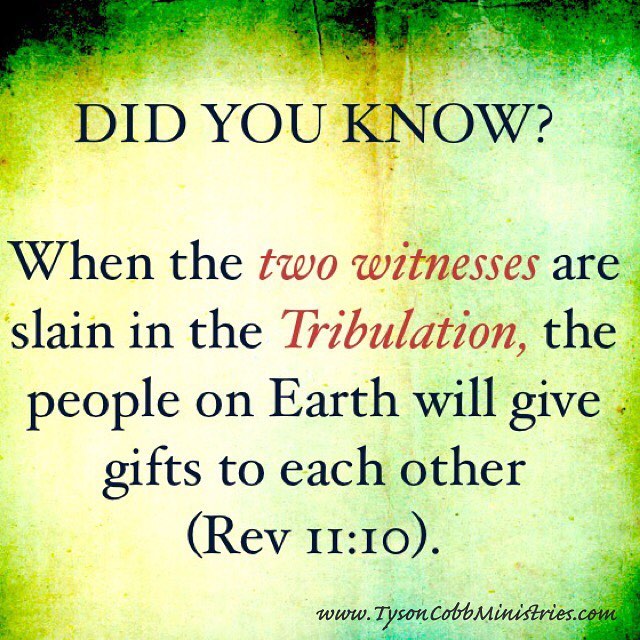 DID YOU KNOW?
When the two witnesses are
slain in the Tribulation, the
people on Earth will give
gifts to each other
(Rev 11:10).
www.TysonCobbMinistries.com